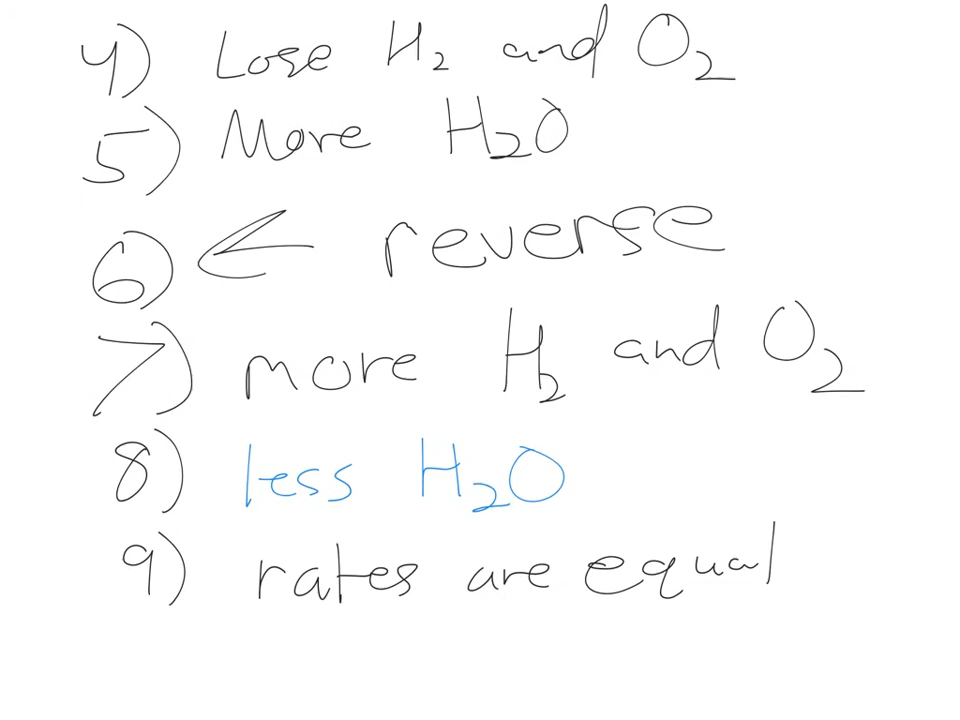 4) Lose H₂ and O₂
5) More H₂O
6) ← reverse
7) more H₂ and O₂
8) less H₂O
9) rates are equal